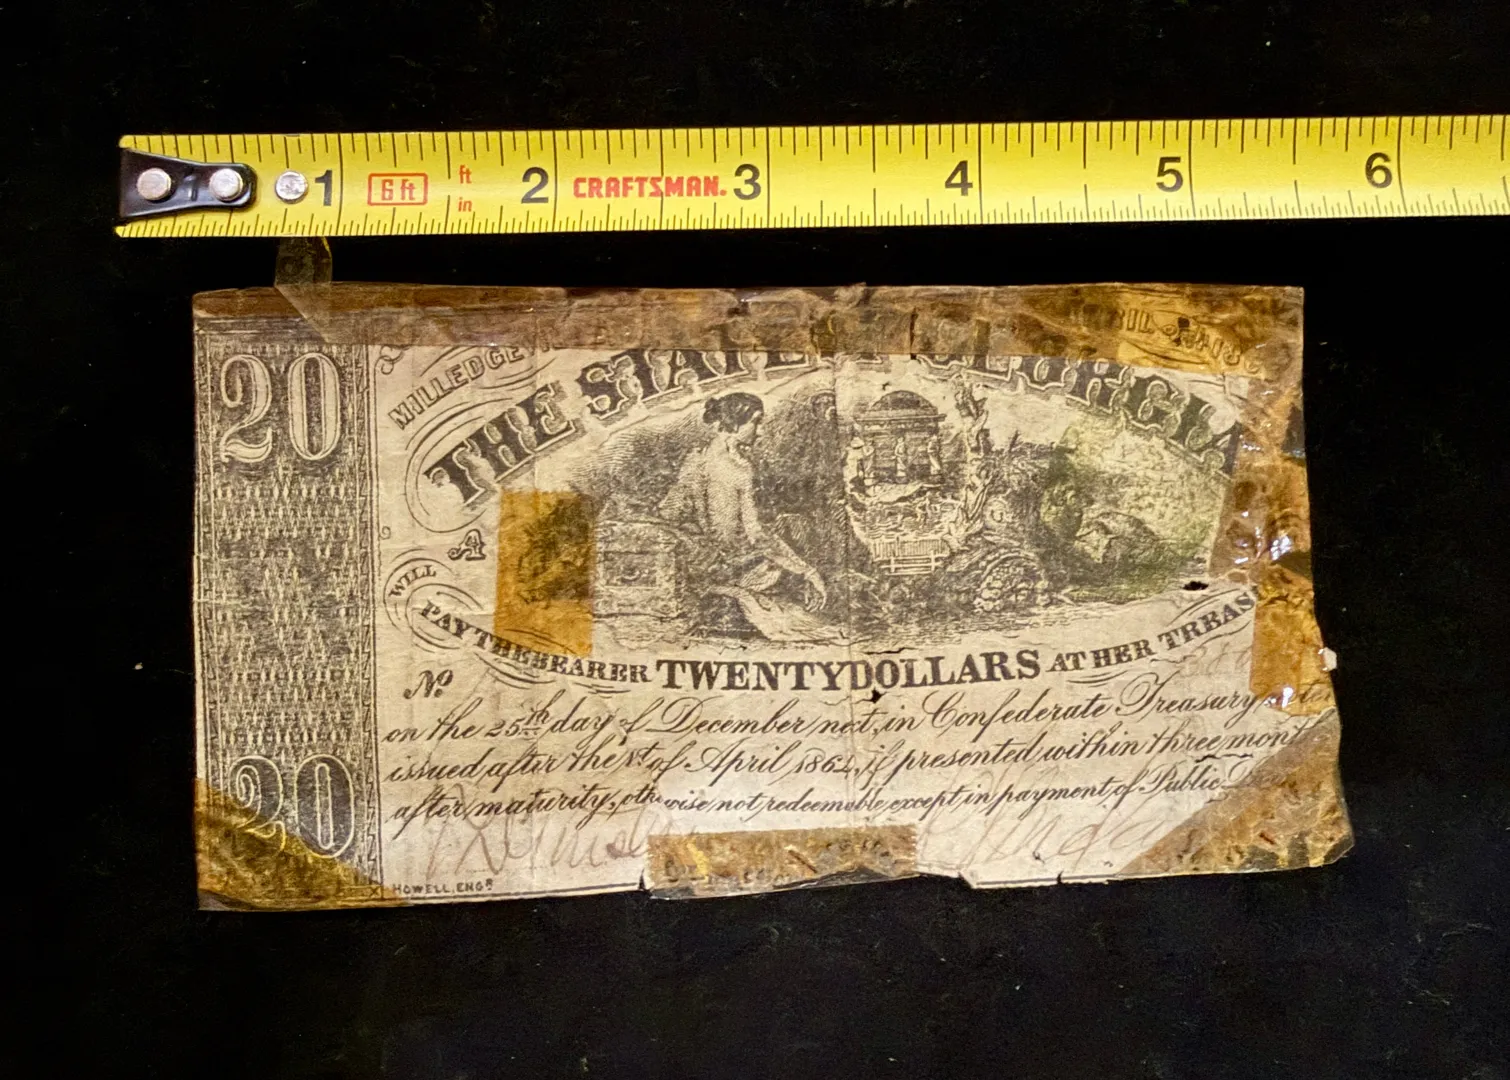 1 6 ft ft in 2 CRAFTSMAN. 3 4 5 6
20
MILLEDGE
THE STATE OF GEORGIA
A
WILL
PAY THE BEARER TWENTY DOLLARS AT HER TREAS
No
on the 25th day of December next, in Confederate Treasury
issued after the 1st of April 1864, if presented within three mont
after maturity, otherwise not redeemable except in payment of Public
20
HOWELL, ENGR